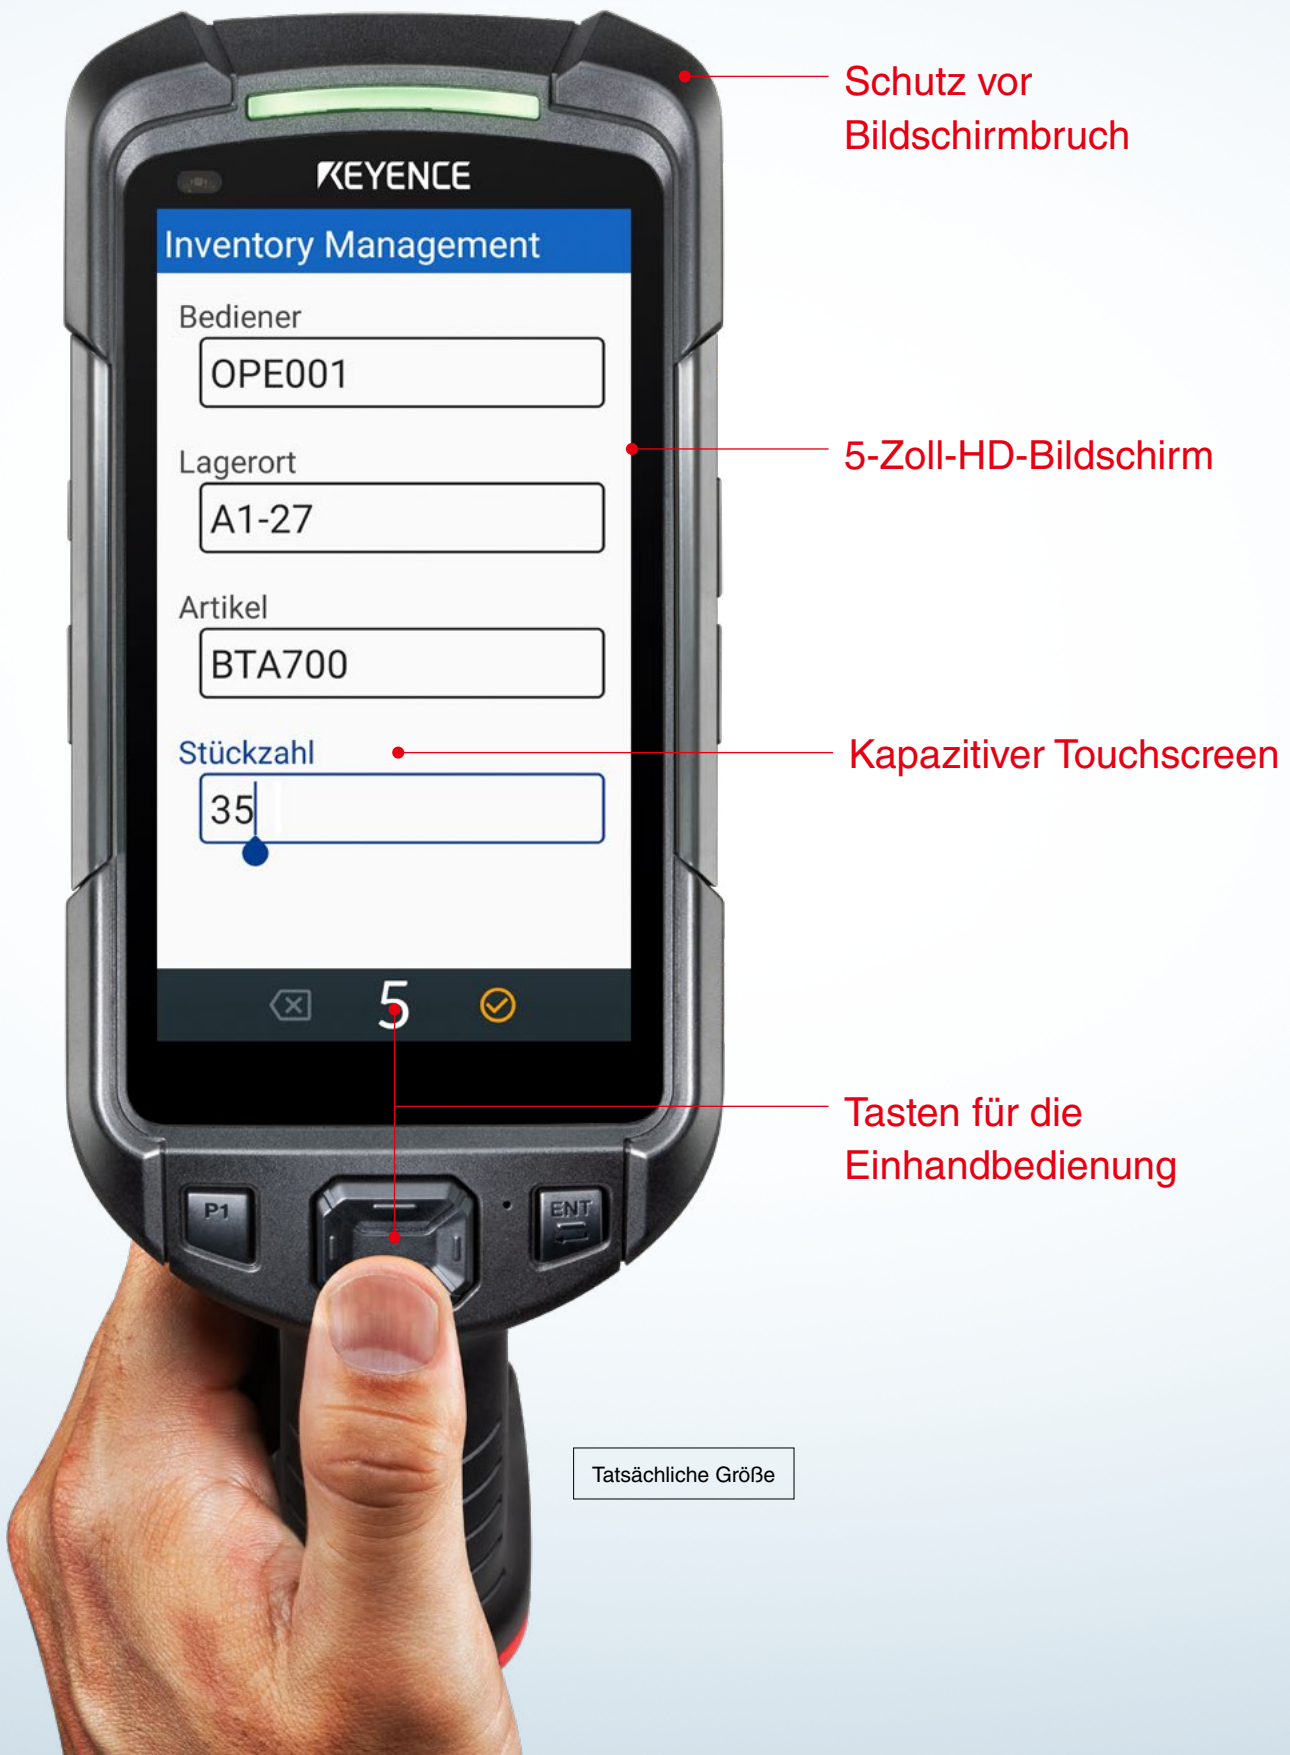 Schutz vor
Bildschirmbruch
KEYENCE
Inventory Management
Bediener
OPE001
5-Zoll-HD-Bildschirm
Lagerort
A1-27
Artikel
BTA700
Stückzahl
Kapazitiver Touchscreen
35
5
Tasten für die
Einhandbedienung
P1
ENT
Tatsächliche Größe